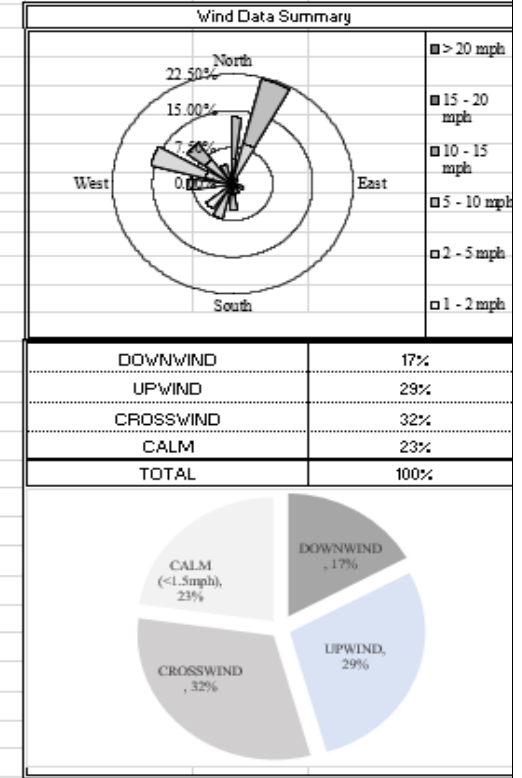 Wind Data Summary
North
22.50%
15.00%
7.50%
0.00%
West
East
South
> 20 mph
15 - 20
mph
10 - 15
mph
5 - 10 mph
2 - 5 mph
1 - 2 mph
DOWNWIND 17%
UPWIND 29%
CROSSWIND 32%
CALM 23%
TOTAL 100%
DOWNWIND
, 17%
CALM
(<1.5mph),
23%
UPWIND,
29%
CROSSWIND
, 32%